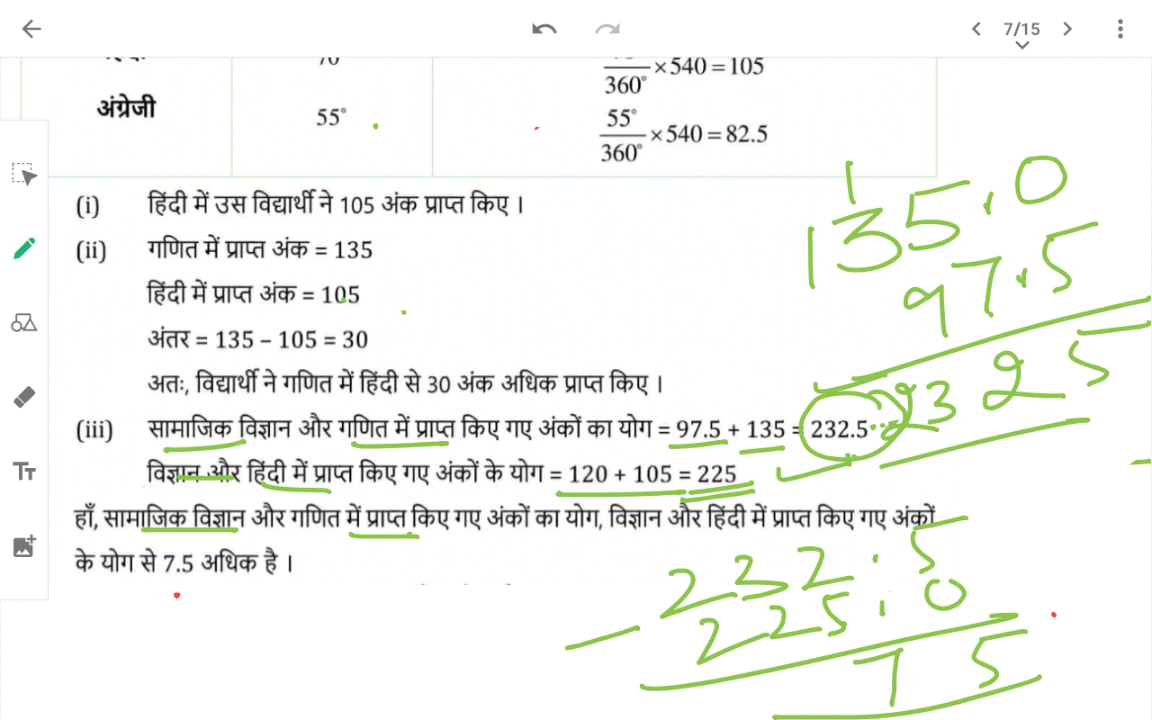 7/15
70
360° ×540=105
अंग्रेजी 55° 55°/360° ×540=82.5
(i) हिंदी में उस विद्यार्थी ने 105 अंक प्राप्त किए ।
(ii) गणित में प्राप्त अंक = 135
हिंदी में प्राप्त अंक = 105
अंतर = 135 – 105 = 30
अतः, विद्यार्थी ने गणित में हिंदी से 30 अंक अधिक प्राप्त किए ।
(iii) सामाजिक विज्ञान और गणित में प्राप्त किए गए अंकों का योग = 97.5 + 135 = 232.5
विज्ञान और हिंदी में प्राप्त किए गए अंकों के योग = 120 + 105 = 225
हाँ, सामाजिक विज्ञान और गणित में प्राप्त किए गए अंकों का योग, विज्ञान और हिंदी में प्राप्त किए गए अंकों
के योग से 7.5 अधिक है ।
1
135.0
97.5
232 5
232.5
– 225.0
7 5
Tт